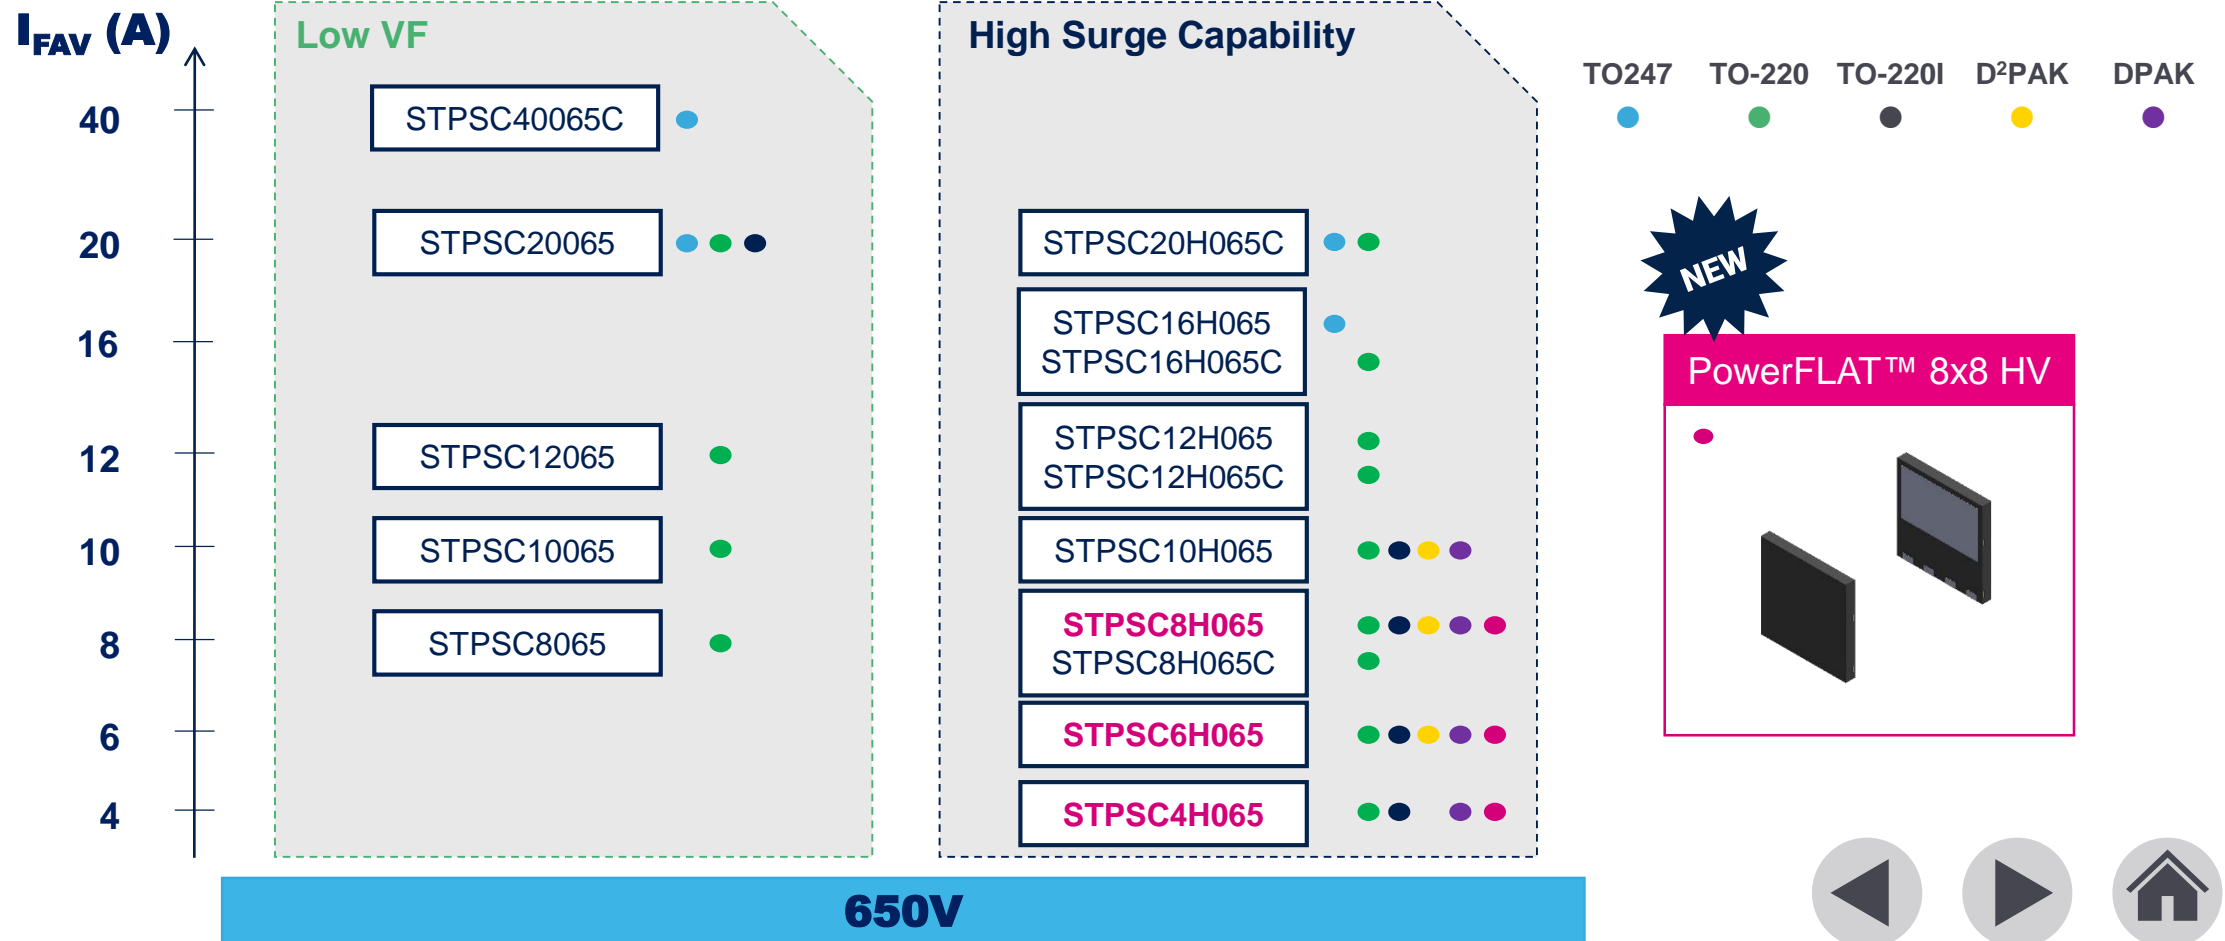 I_FAV (A)
40
20
16
12
10
8
6
4
Low VF
STPSC40065C
STPSC20065
STPSC12065
STPSC10065
STPSC8065
High Surge Capability
STPSC20H065C
STPSC16H065
STPSC16H065C
STPSC12H065
STPSC12H065C
STPSC10H065
STPSC8H065
STPSC8H065C
STPSC6H065
STPSC4H065
650V
TO247 TO-220 TO-220I D²PAK DPAK
NEW
PowerFLAT™ 8x8 HV